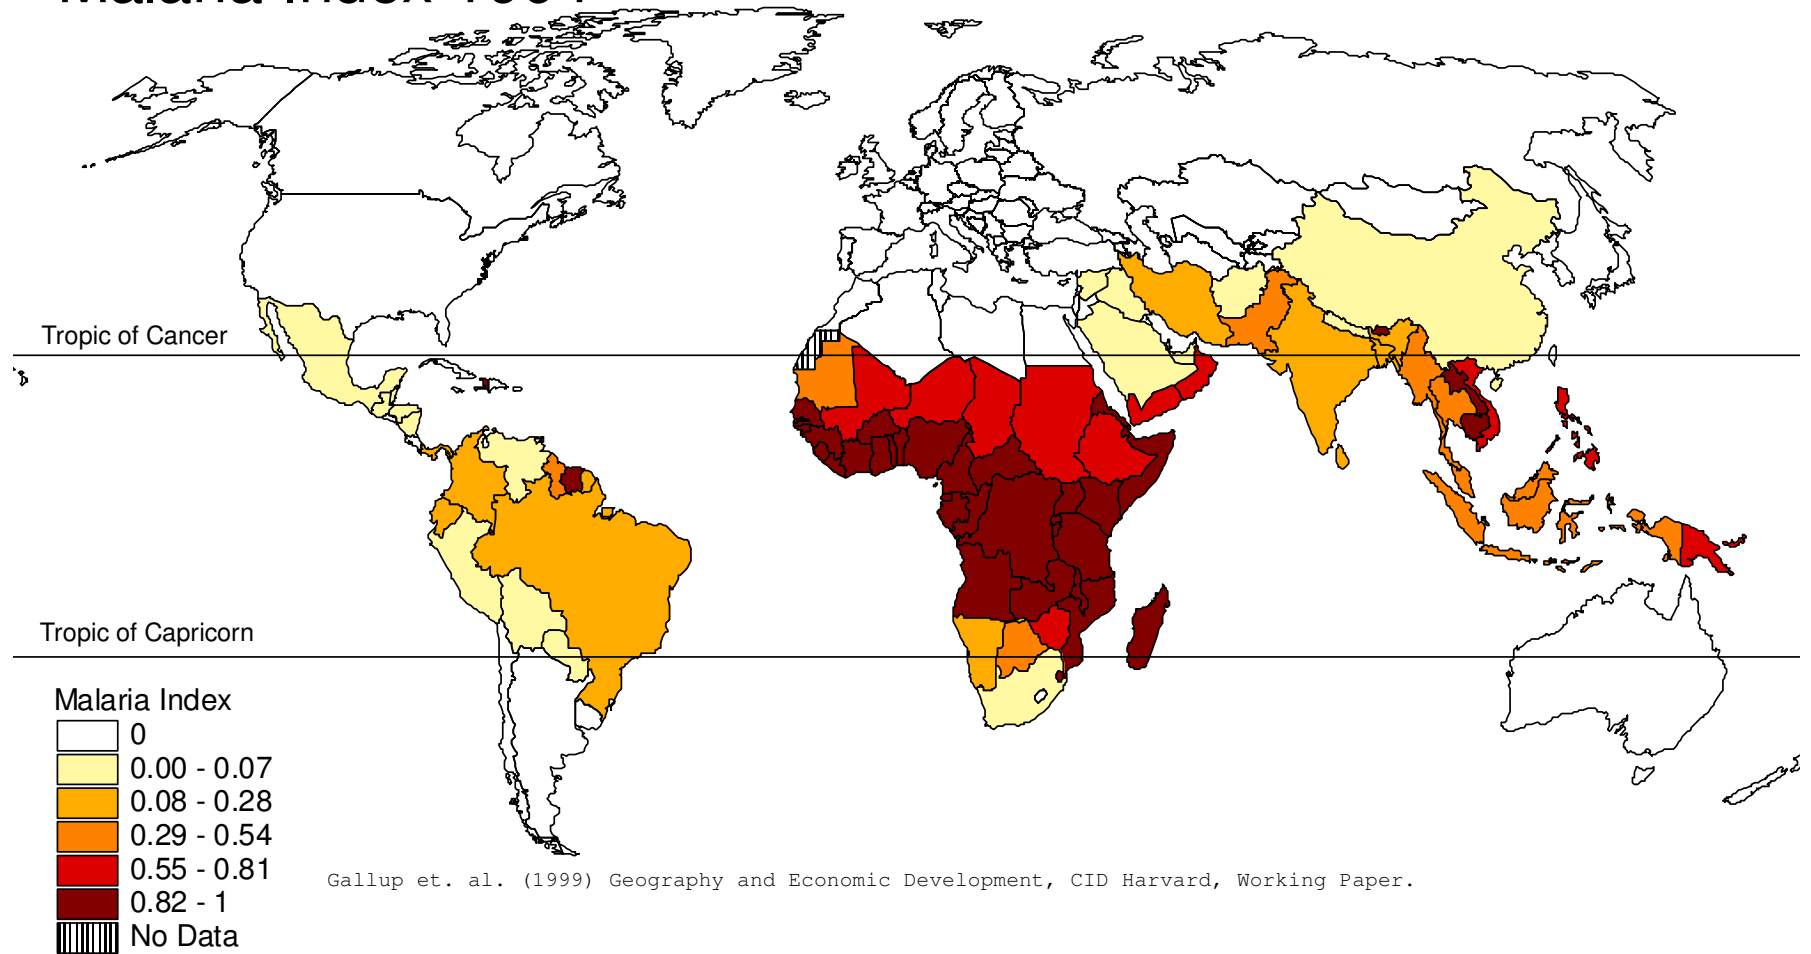 Malaria Index
Tropic of Cancer
Tropic of Capricorn
Malaria Index
0
0.00 - 0.07
0.08 - 0.28
0.29 - 0.54
0.55 - 0.81
0.82 - 1
No Data
Gallup et. al. (1999) Geography and Economic Development, CID Harvard, Working Paper.